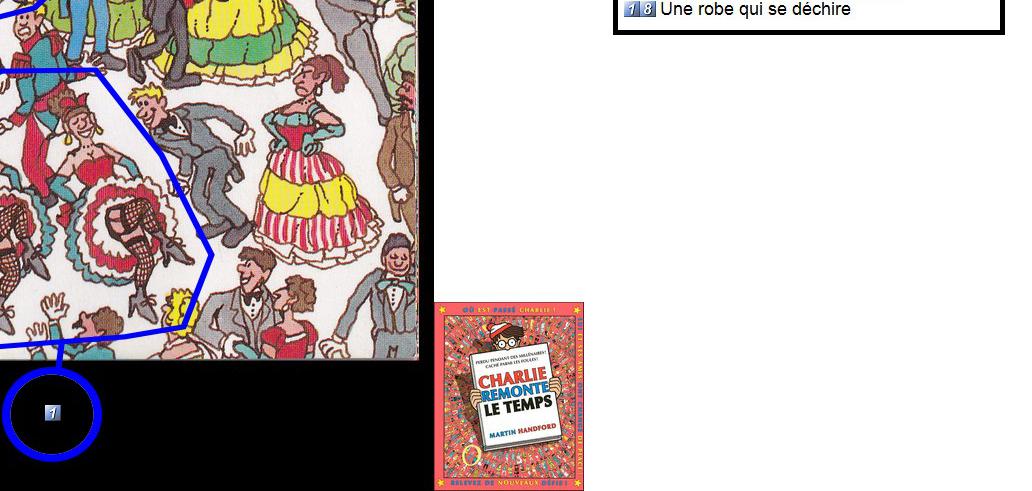 1 8 Une robe qui se déchire
OÙ EST PASSÉ CHARLIE ?
PERDU PENDANT DES MILLÉNAIRES !
CACHÉ PARMI LES FOULES !
CHARLIE
REMONTE
LE TEMPS
MARTIN HANDFORD
RELEVEZ DE NOUVEAUX DÉFIS !
1